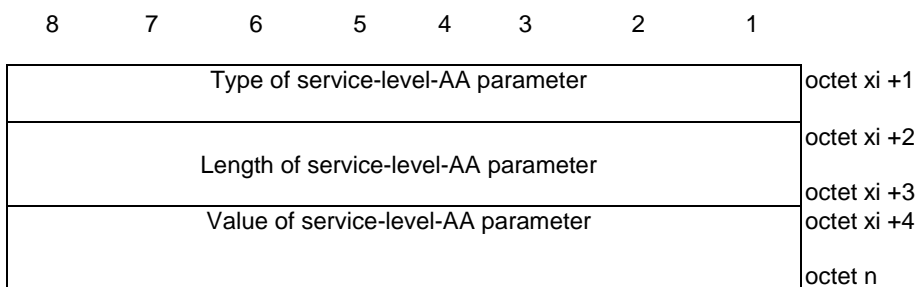 8 7 6 5 4 3 2 1
Type of service-level-AA parameter octet xi +1
octet xi +2
Length of service-level-AA parameter
octet xi +3
Value of service-level-AA parameter octet xi +4
octet n